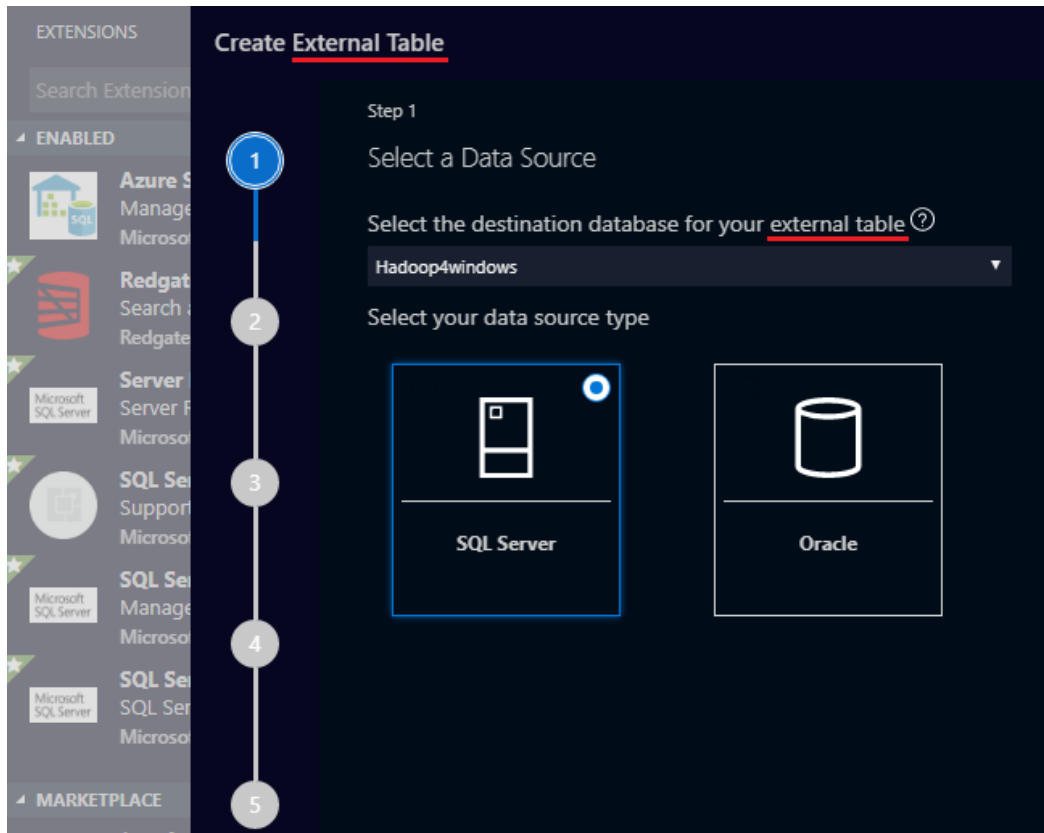 EXTENSIONS
Search Extension
ENABLED
Azure S
Manage
Microso
Redgat
Search
Redgate
Microsoft
SQL Server
Server
Server R
Microso
SQL Ser
Support
Microso
Microsoft
SQL Server
SQL Ser
Manage
Microso
Microsoft
SQL Server
SQL Ser
SQL Ser
Microso
MARKETPLACE
Create External Table
1
2
3
4
5
Step 1
Select a Data Source
Select the destination database for your external table ?
Hadoop4windows
Select your data source type
SQL Server
Oracle